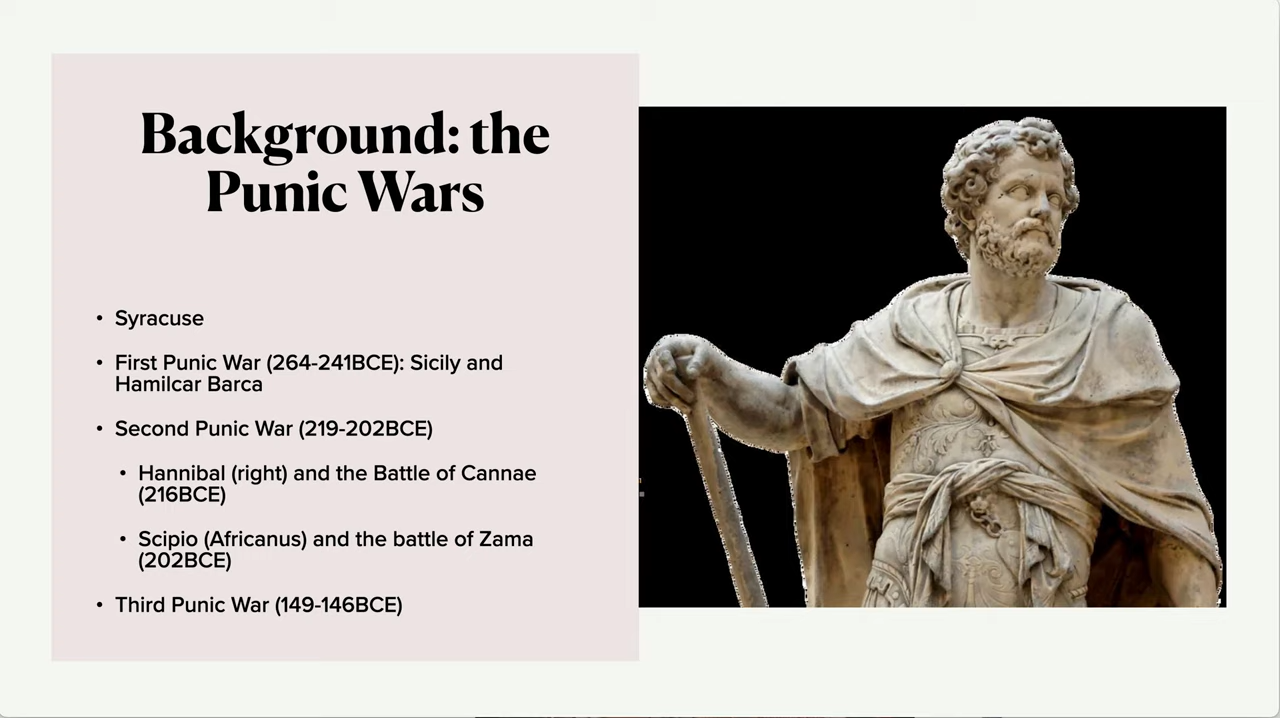 Background: the
Punic Wars
• Syracuse
• First Punic War (264-241BCE): Sicily and
Hamilcar Barca
• Second Punic War (219-202BCE)
• Hannibal (right) and the Battle of Cannae
(216BCE)
• Scipio (Africanus) and the battle of Zama
(202BCE)
• Third Punic War (149-146BCE)